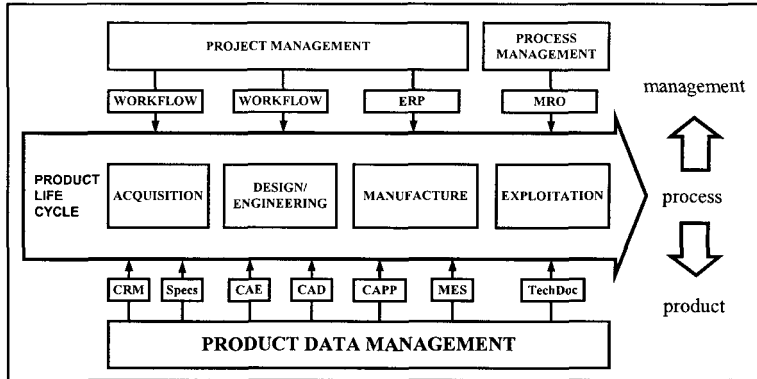 PROJECT MANAGEMENT
PROCESS
MANAGEMENT
WORKFLOW WORKFLOW ERP MRO
management
PRODUCT
LIFE
CYCLE
ACQUISITION
DESIGN/
ENGINEERING
MANUFACTURE
EXPLOITATION
process
CRM Specs CAE CAD CAPP MES TechDoc
product
PRODUCT DATA MANAGEMENT